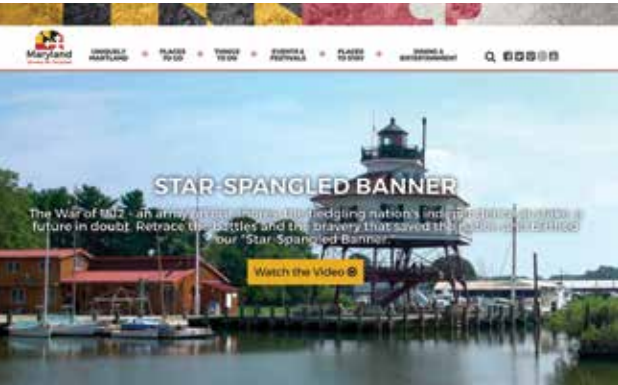 Maryland
UNIQUELY MARYLAND
PLACES TO GO
THINGS TO DO
EVENTS & FESTIVALS
PLACES TO STAY
DINING & ENTERTAINMENT
STAR-SPANGLED BANNER
The War of 1812 - an army fledgling nation's
future in doubt. Retrace the battles and the bravery that saved the
our "Star-Spangled Banner."
Watch the Video